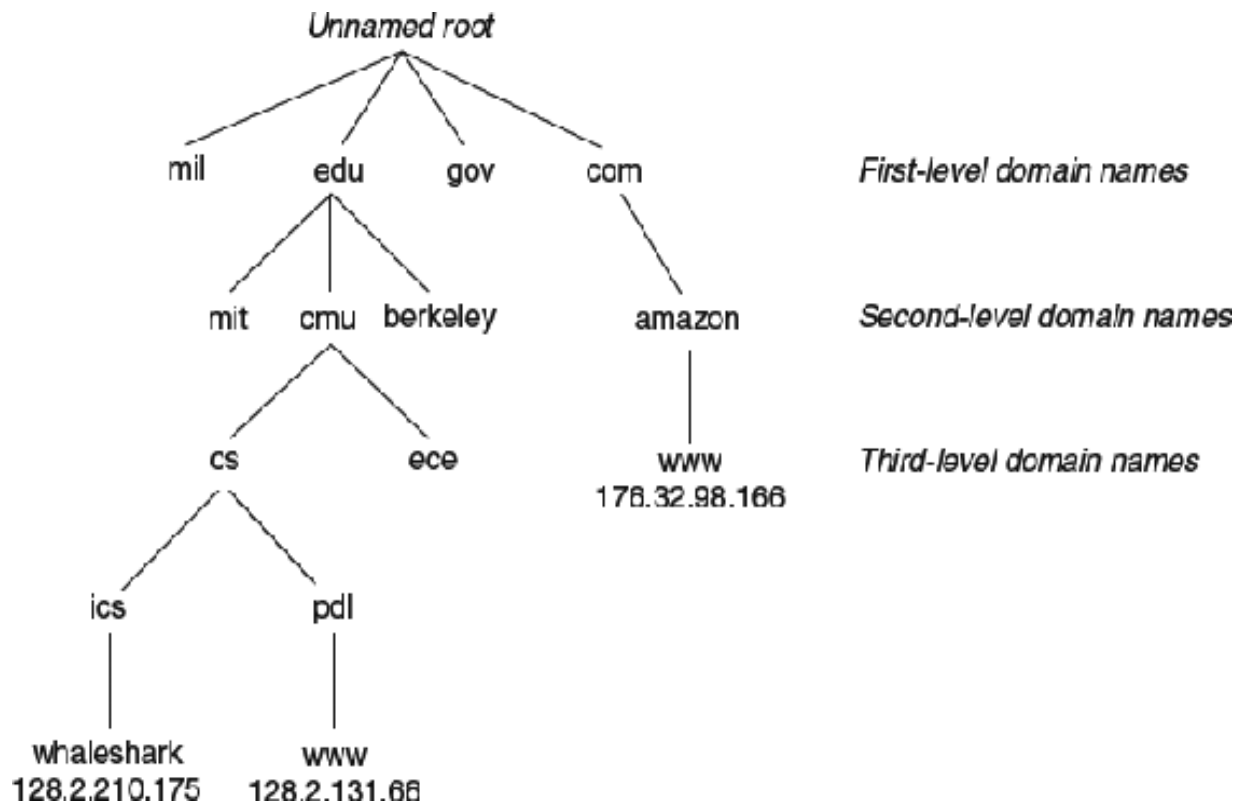 Unnamed root
mil edu gov com First-level domain names
mit cmu berkeley amazon Second-level domain names
cs ece www Third-level domain names
176.32.98.166
ics pdl
whaleshark www
128.2.210.175 128.2.131.66